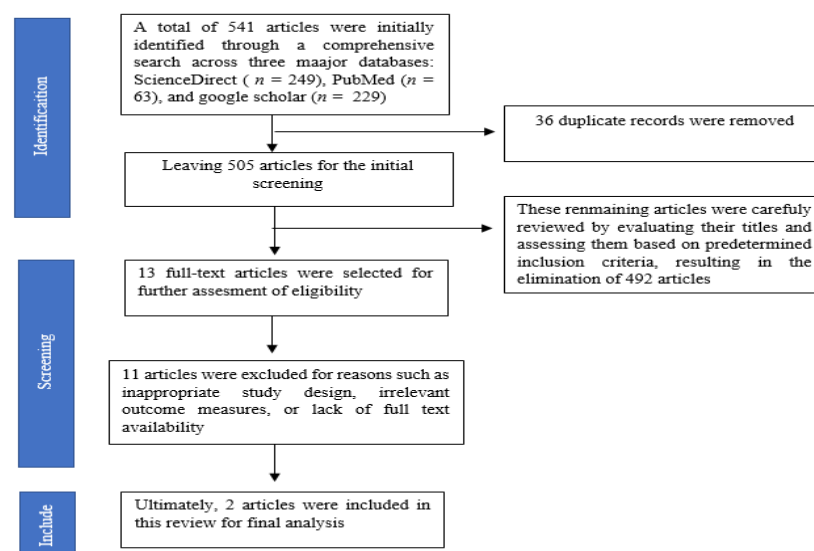 Identificaition
A total of 541 articles were initially
identified through a comprehensive
search across three maajor databases:
ScienceDirect ( n = 249), PubMed (n =
63), and google scholar (n = 229)
36 duplicate records were removed
Leaving 505 articles for the initial
screening
These renmaining articles were carefuly
reviewed by evaluating their titles and
assessing them based on predetermined
inclusion criteria, resulting in the
elimination of 492 articles
Screening
13 full-text articles were selected for
further assesment of eligibility
11 articles were excluded for reasons such as
inappropriate study design, irrelevant
outcome measures, or lack of full text
availability
Include
Ultimately, 2 articles were included in
this review for final analysis